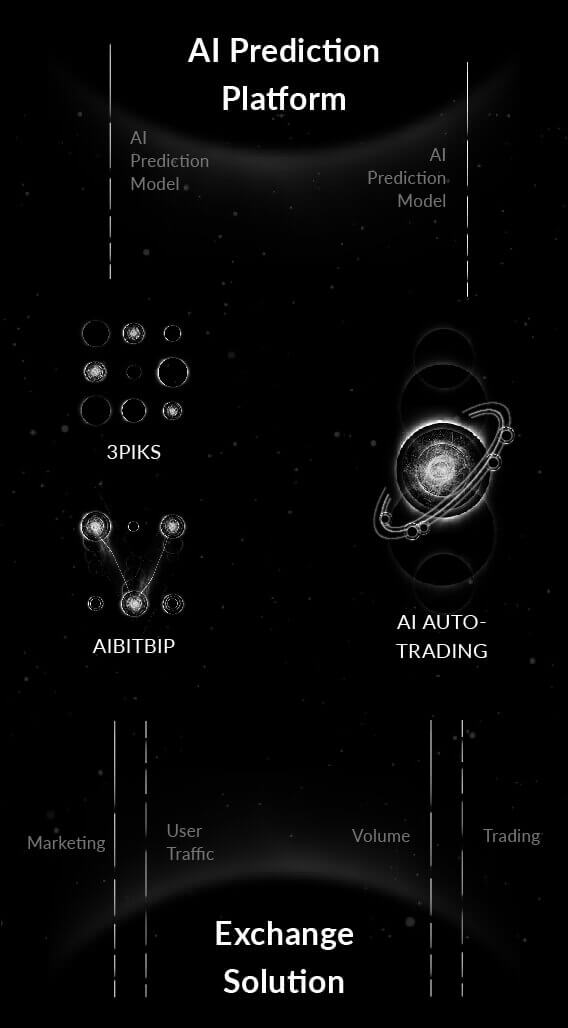 AI Prediction
Platform
AI
Prediction
Model
AI
Prediction
Model
3PIKS
AIBITBIP
AI AUTO-
TRADING
Marketing
User
Traffic
Volume
Trading
Exchange
Solution